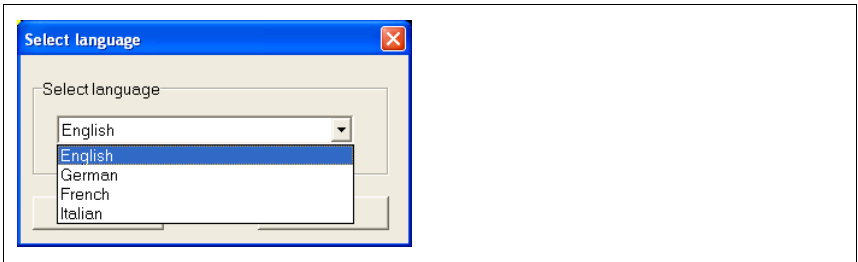 Select language
Select language
English
English
German
French
Italian